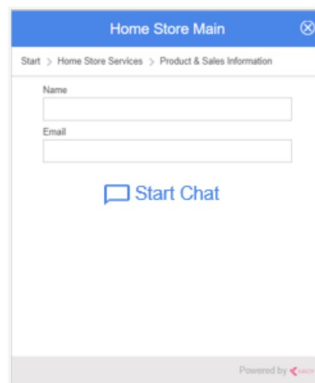 Home Store Main
Start > Home Store Services > Product & Sales Information
Name
Email
Start Chat
Powered by